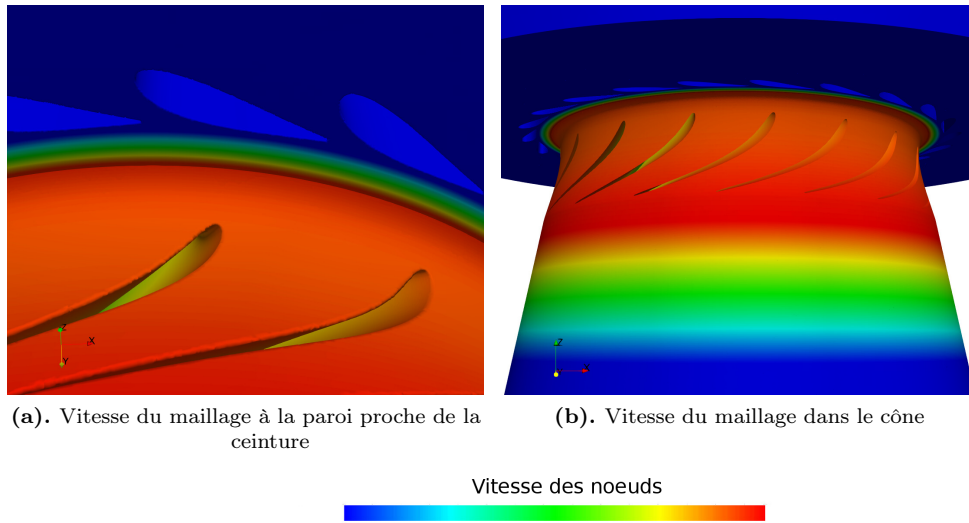 Z
X
Y
Z
(a). Vitesse du maillage à la paroi proche de la
ceinture
(b). Vitesse du maillage dans le cône
Vitesse des noeuds